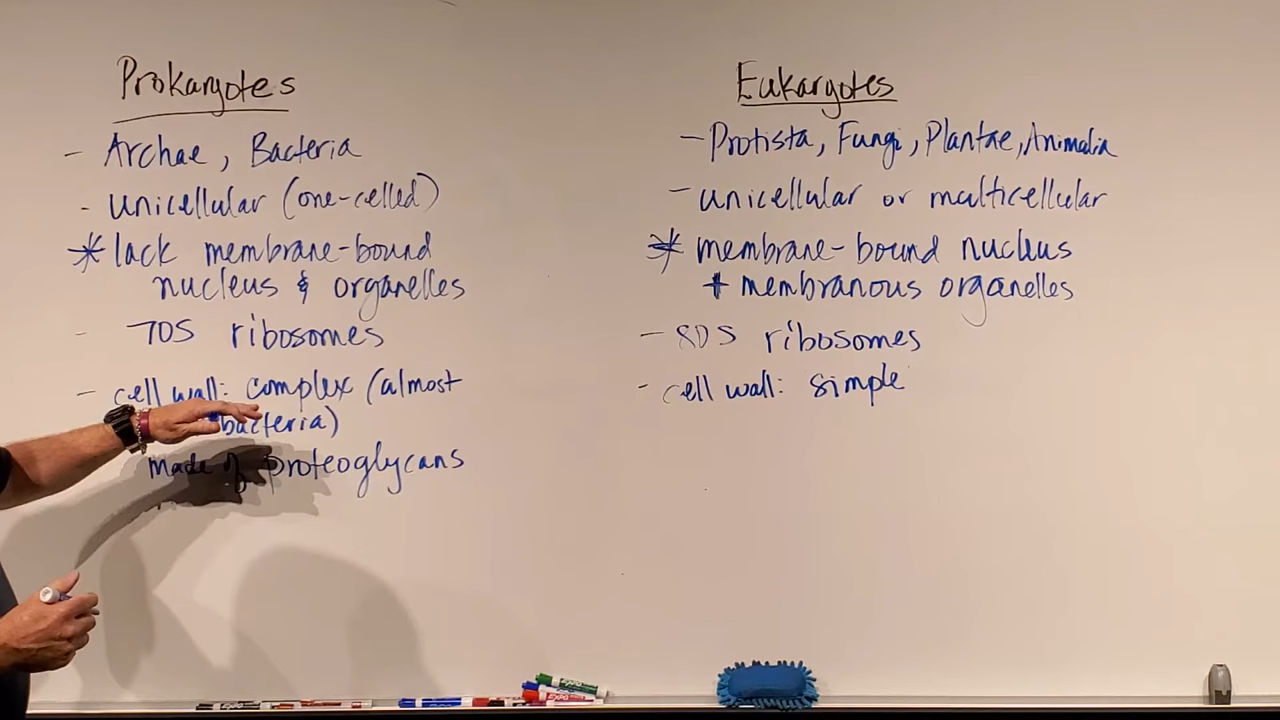 Prokaryotes
- Archae, Bacteria
- Unicellular (one-celled)
* lack membrane-bound
nucleus & organelles
- 70S ribosomes
- cell wall: complex (almost
bacteria)
made of proteoglycans
Eukaryotes
- Protista, Fungi, Plantae, Animalia
- unicellular or multicellular
* membrane-bound nucleus
+ membranous organelles
- 80S ribosomes
- cell wall: simple
EXPO